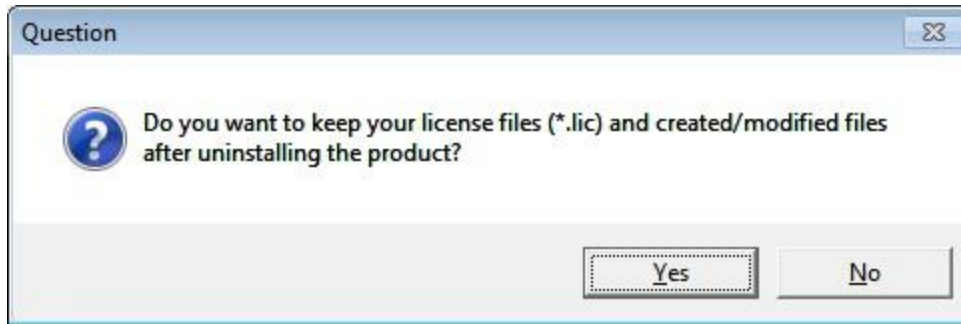 Question
Do you want to keep your license files (*.lic) and created/modified files
after uninstalling the product?
Yes
No